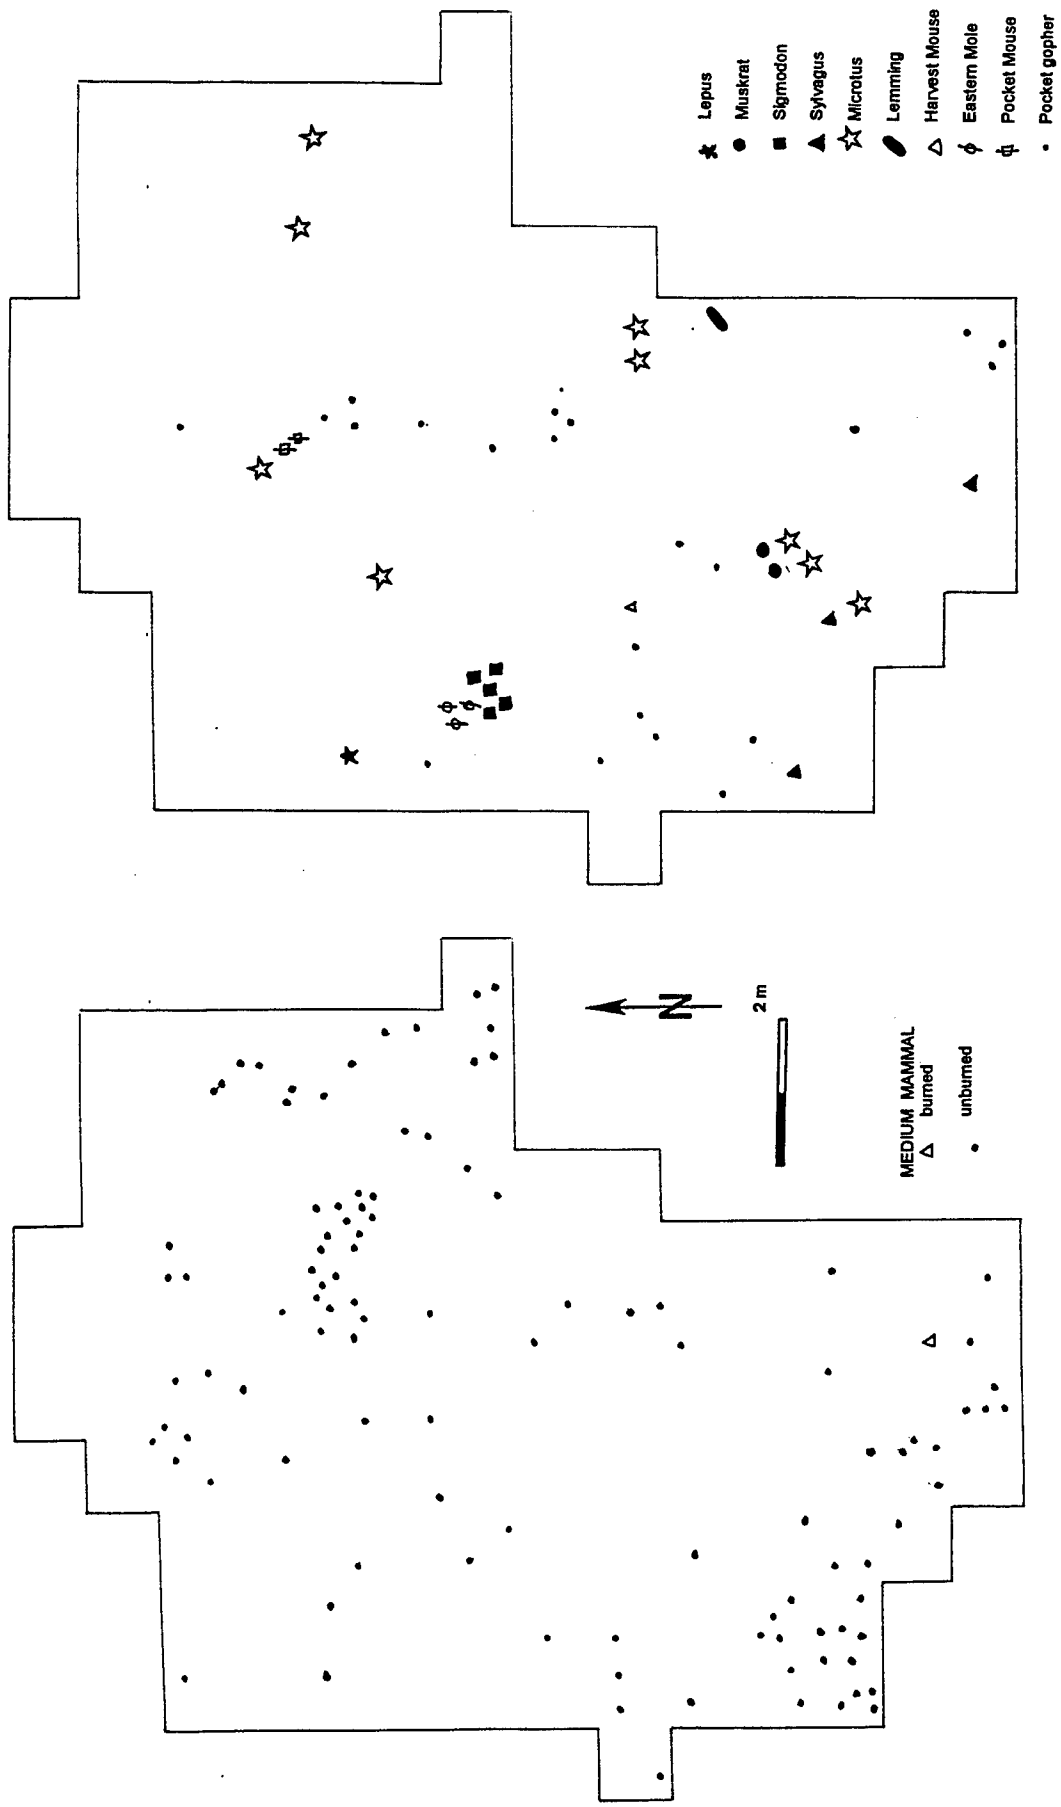 Lepus
Muskrat
Sigmodon
Sylvagus
Microtus
Lemming
Harvest Mouse
Eastern Mole
Pocket Mouse
Pocket gopher
N
2 m
MEDIUM MAMMAL
burned
unburned